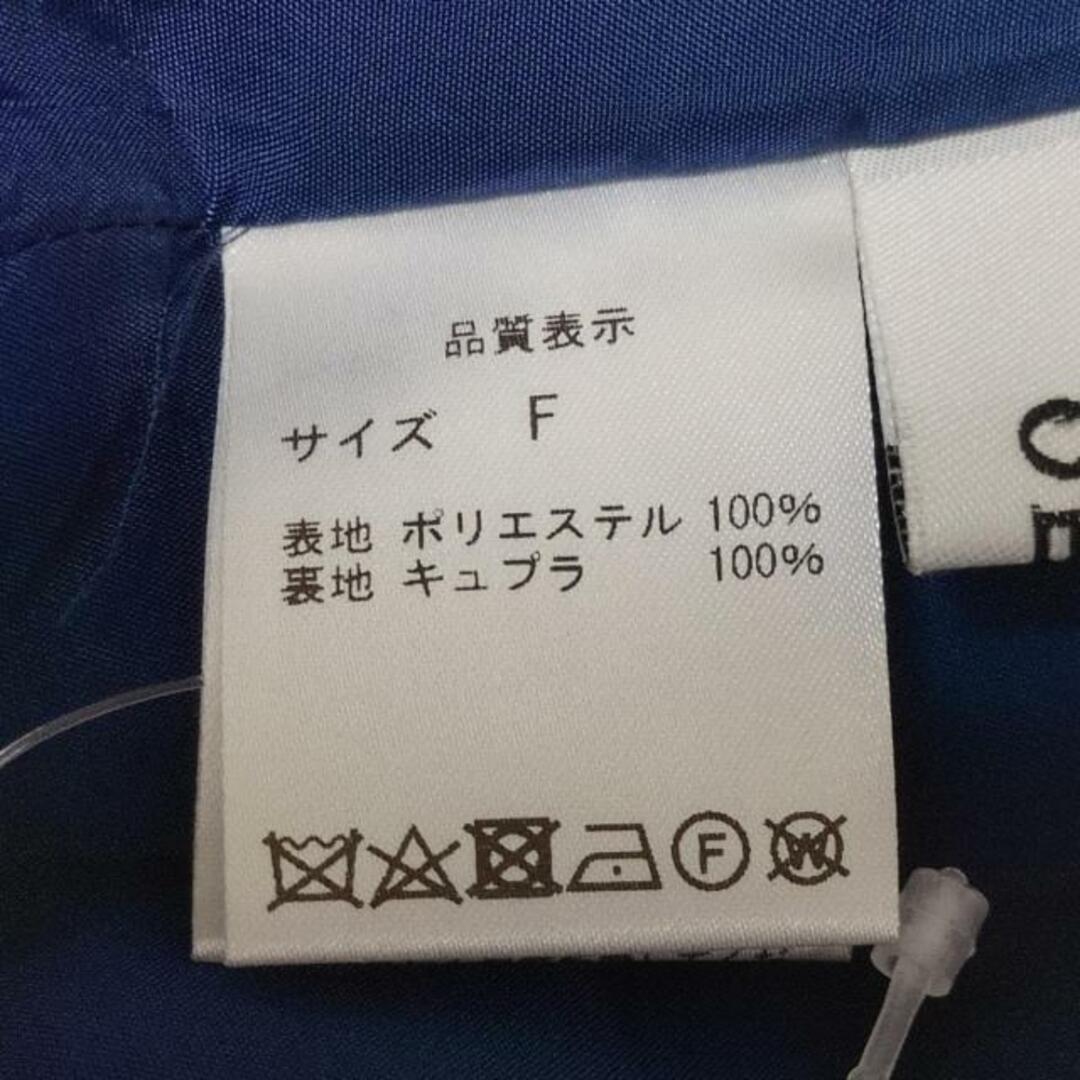 品質表示
サイズ F
表地 ポリエステル 100%
裏地 キュプラ 100%
F W